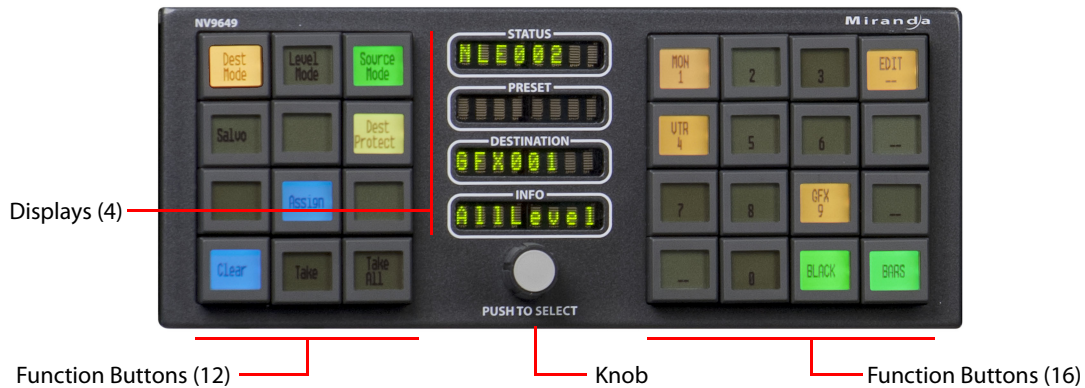 NV9649
Miranda
Dest Mode
Level Mode
Source Mode
Salvo
Dest Protect
Assign
Clear
Take
Take All
STATUS
NLE002
PRESET
DESTINATION
GFX001
INFO
AllLevel
PUSH TO SELECT
MON 1
2
3
EDIT --
VTR 4
5
6
--
7
8
GFX 9
--
--
0
BLACK
BARS
Displays (4)
Function Buttons (12)
Knob
Function Buttons (16)